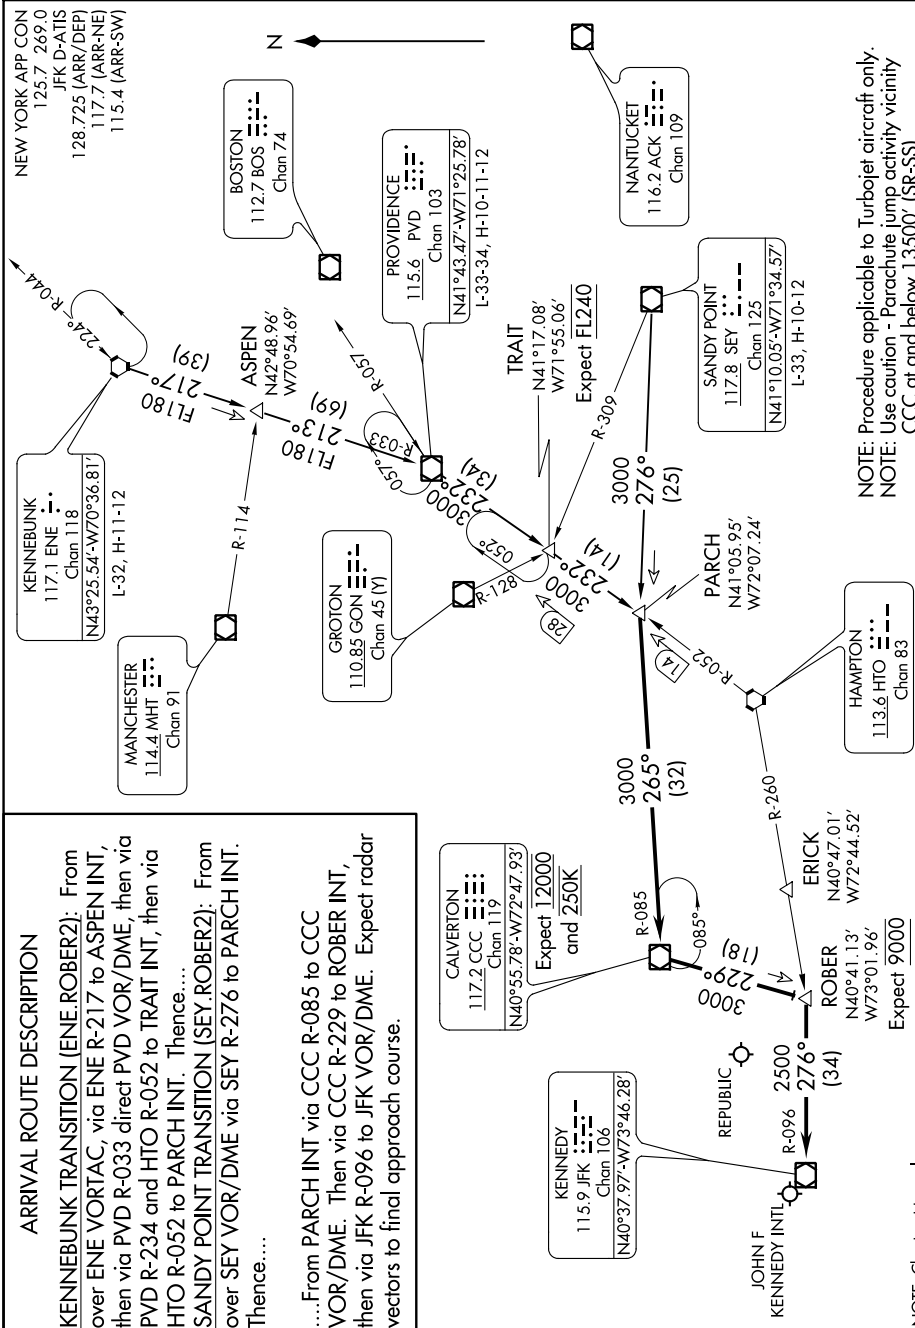 ARRIVAL ROUTE DESCRIPTION
KENNEBUNK TRANSITION (ENE.ROBER2): From
over ENE VORTAC, via ENE R-217 to ASPEN INT,
then via PVD R-033 direct PVD VOR/DME, then via
PVD R-234 and HTO R-052 to TRAIT INT, then via
HTO R-052 to PARCH INT. Thence....
SANDY POINT TRANSITION (SEY.ROBER2): From
over SEY VOR/DME via SEY R-276 to PARCH INT.
Thence....
....From PARCH INT via CCC R-085 to CCC
VOR/DME. Then via CCC R-229 to ROBER INT,
then via JFK R-096 to JFK VOR/DME. Expect radar
vectors to final approach course.
NEW YORK APP CON
125.7 269.0
JFK D-ATIS
128.725 (ARR/DEP)
117.7 (ARR-NE)
115.4 (ARR-SW)
N
KENNEBUNK
117.1 ENE
Chan 118
N43°25.54'-W70°36.81'
L-32, H-11-12
224°
R-044
FL180
217°
(39)
MANCHESTER
114.4 MHT
Chan 91
R-114
ASPEN
N42°48.96'
W70°54.69'
FL180
213°
(69)
BOSTON
112.7 BOS
Chan 74
R-057
057°
R-033
PROVIDENCE
115.6 PVD
Chan 103
N41°43.47'-W71°25.78'
L-33-34, H-10-11-12
3000
232°
(34)
GROTON
110.85 GON
Chan 45 (Y)
R-128
052°
TRAIT
N41°17.08'
W71°55.06'
Expect FL240
R-309
3000
232°
(14)
28
NANTUCKET
116.2 ACK
Chan 109
SANDY POINT
117.8 SEY
Chan 125
N41°10.05'-W71°34.57'
L-33, H-10-12
3000
276°
(25)
PARCH
N41°05.95'
W72°07.24'
14
R-052
HAMPTON
113.6 HTO
Chan 83
R-260
3000
265°
(32)
CALVERTON
117.2 CCC
Chan 119
N40°55.78'-W72°47.93'
Expect 12000
and 250K
R-085
085°
3000
229°
(18)
ERICK
N40°47.01'
W72°44.52'
ROBER
N40°41.13'
W73°01.96'
Expect 9000
2500
276°
(34)
R-096
REPUBLIC
KENNEDY
115.9 JFK
Chan 106
N40°37.97'-W73°46.28'
JOHN F
KENNEDY INTL
NOTE: Procedure applicable to Turbojet aircraft only.
NOTE: Use caution - Parachute jump activity vicinity
CCC at and below 13500' (SR-SS)